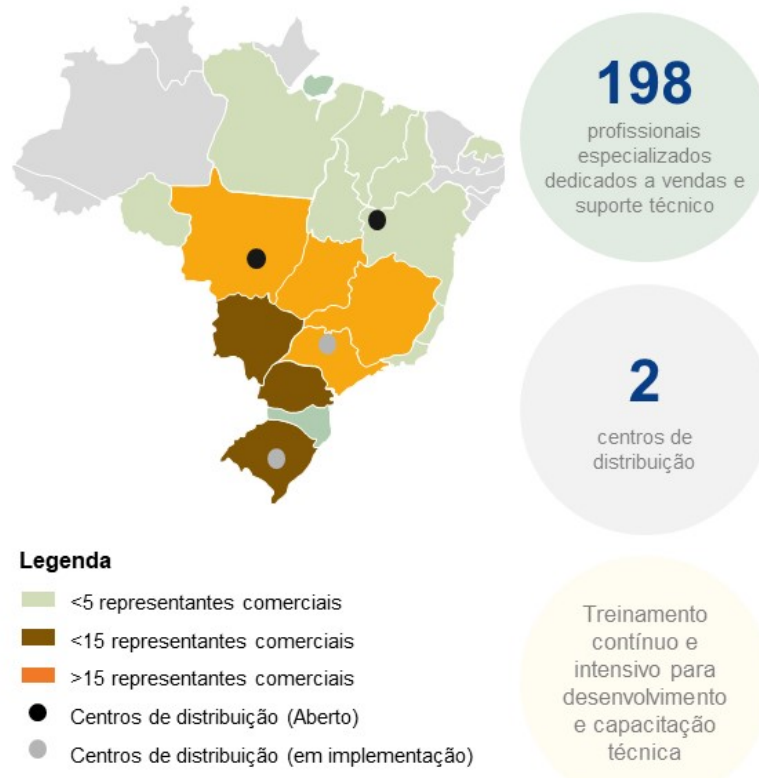 198
profissionais
especializados
dedicados a vendas e
suporte técnico
2
centros de
distribuição
Legenda
<5 representantes comerciais
<15 representantes comerciais
>15 representantes comerciais
Centros de distribuição (Aberto)
Centros de distribuição (em implementação)
Treinamento
contínuo e
intensivo para
desenvolvimento
e capacitação
técnica